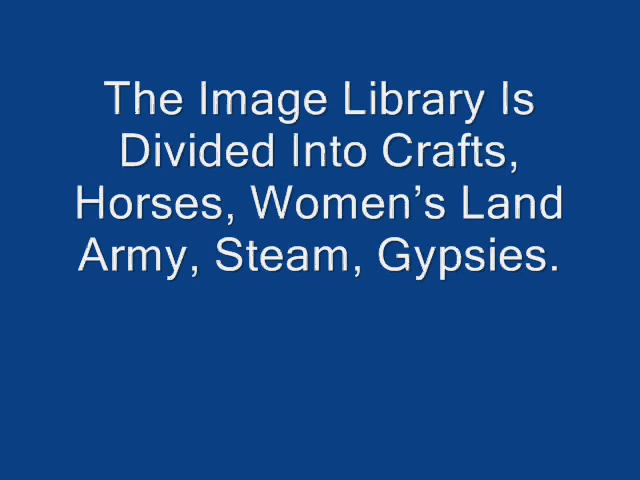 The Image Library Is
Divided Into Crafts,
Horses, Women’s Land
Army, Steam, Gypsies.